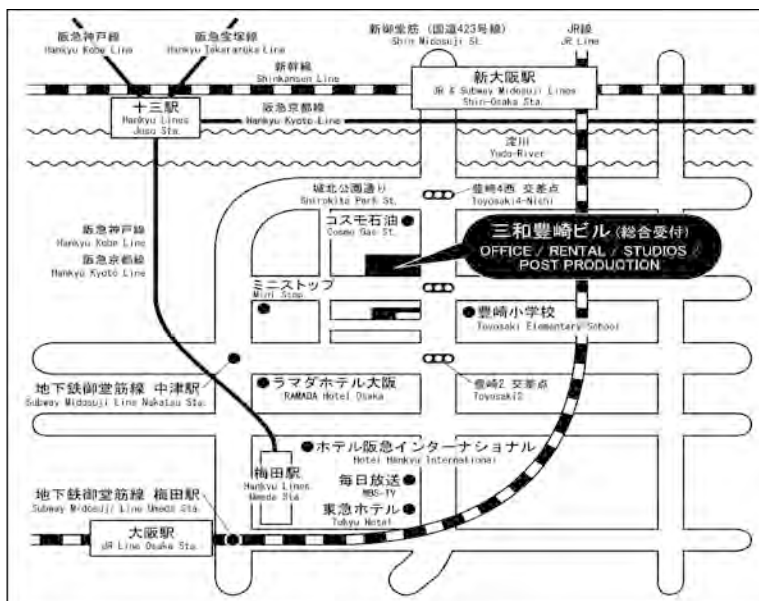 阪急神戸線
Hankyu Kobe Line
阪急宝塚線
Hankyu Takarazuka Line
新御堂筋 (国道423号線)
Shin Midosuji St.
JR線
JR Line
新幹線
Shinkansen Line
新大阪駅
JR & Subway Midosuji Lines
Shin-Osaka Sta.
十三駅
Hankyu Lines
Juso Sta.
阪急京都線
Hankyu Kyoto Line
淀川
Yodo-River
城北公園通り
Shirokita Park St.
豊崎4西 交差点
Toyosaki4-Nishi
コスモ石油
Cosmo Gas St.
三和豊崎ビル (総合受付)
OFFICE / RENTAL / STUDIOS /
POST PRODUCTION
阪急神戸線
Hankyu Kobe Line
阪急京都線
Hankyu Kyoto Line
ミニストップ
Mini Stop
豊崎小学校
Toyosaki Elementary School
地下鉄御堂筋線 中津駅
Subway Midosuji Line Nakatsu Sta.
ラマダホテル大阪
RAMADA Hotel Osaka
豊崎2 交差点
Toyosaki2
ホテル阪急インターナショナル
Hotel Hankyu International
梅田駅
Hankyu Lines
Umeda Sta.
毎日放送
MBS-TV
地下鉄御堂筋線 梅田駅
Subway Midosuji Line Umeda Sta.
東急ホテル
Tokyu Hotel
大阪駅
JR Line Osaka Sta.